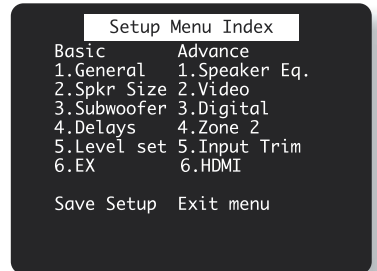 Setup Menu Index
Basic Advance
1.General 1.Speaker Eq.
2.Spkr Size 2.Video
3.Subwoofer 3.Digital
4.Delays 4.Zone 2
5.Level set 5.Input Trim
6.EX 6.HDMI
Save Setup Exit menu